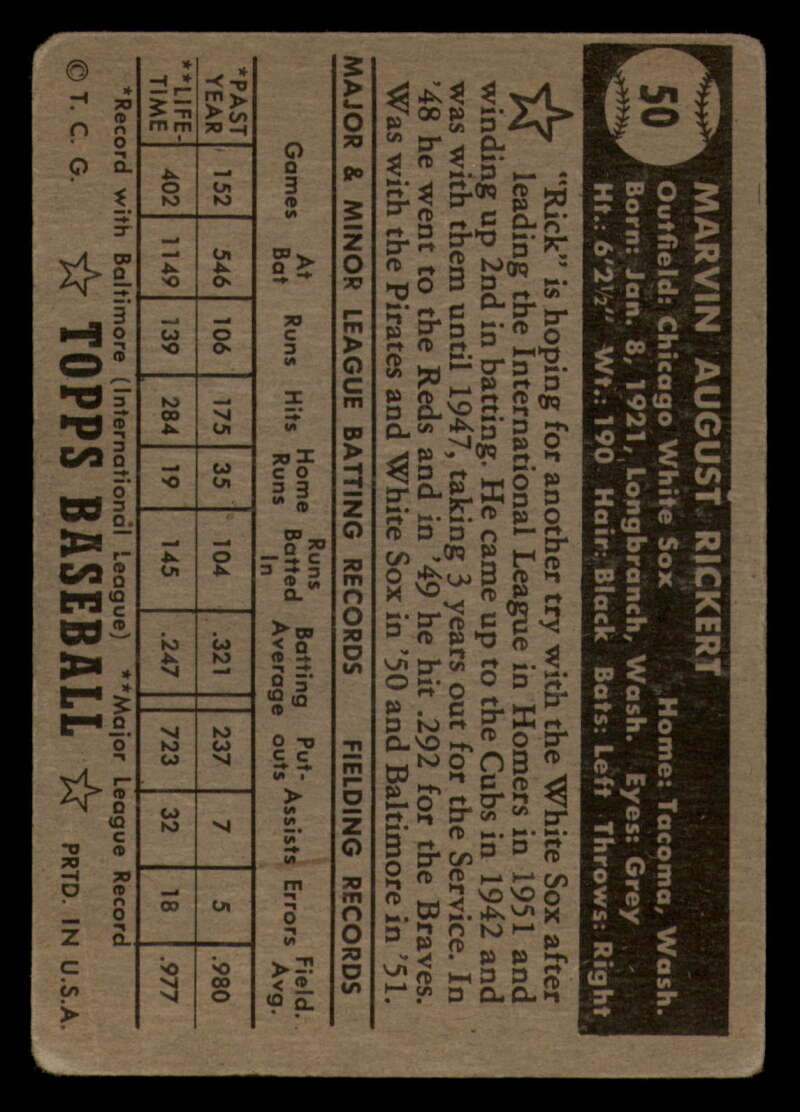 50
MARVIN AUGUST RICKERT
Outfield: Chicago White Sox Home: Tacoma, Wash.
Born: Jan. 8, 1921, Longbranch, Wash. Eyes: Grey
Ht.: 6'2½" Wt.: 190 Hair: Black Bats: Left Throws: Right
"Rick" is hoping for another try with the White Sox after
leading the International League in Homers in 1951 and
winding up 2nd in batting. He came up to the Cubs in 1942 and
was with them until 1947, taking 3 years out for the Service. In
'48 he went to the Reds and in '49 he hit .292 for the Braves.
Was with the Pirates and White Sox in '50 and Baltimore in '51.
MAJOR & MINOR LEAGUE BATTING RECORDS FIELDING RECORDS
Games At Bat Runs Hits Home Runs Runs Batted In Batting Average Put-outs Assists Errors Field. Avg.
*PAST YEAR 152 546 106 175 35 104 .321 237 7 5 .980
**LIFE-TIME 402 1149 139 284 19 145 .247 723 32 18 .977
*Record with Baltimore (International League) **Major League Record
© T. C. G. TOPPS BASEBALL PRTD. IN U.S.A.